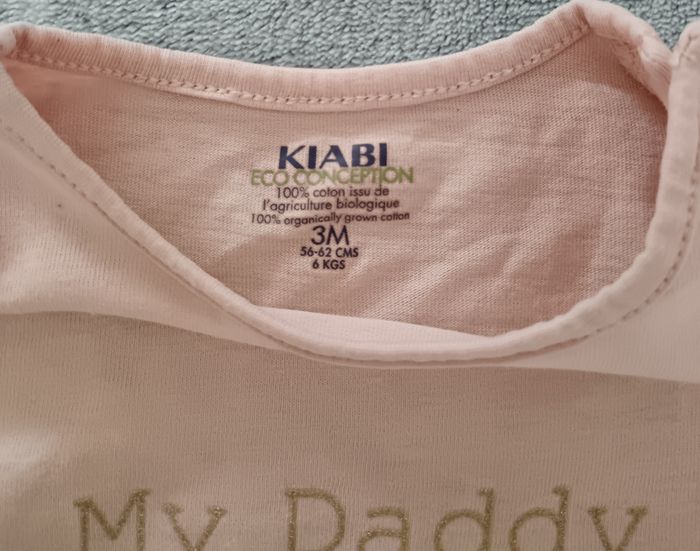 KIABI
ECO CONCEPTION
100% coton issu de
l'agriculture biologique
100% organically grown cotton
3M
56-62 CMS
6 KGS
My Daddy